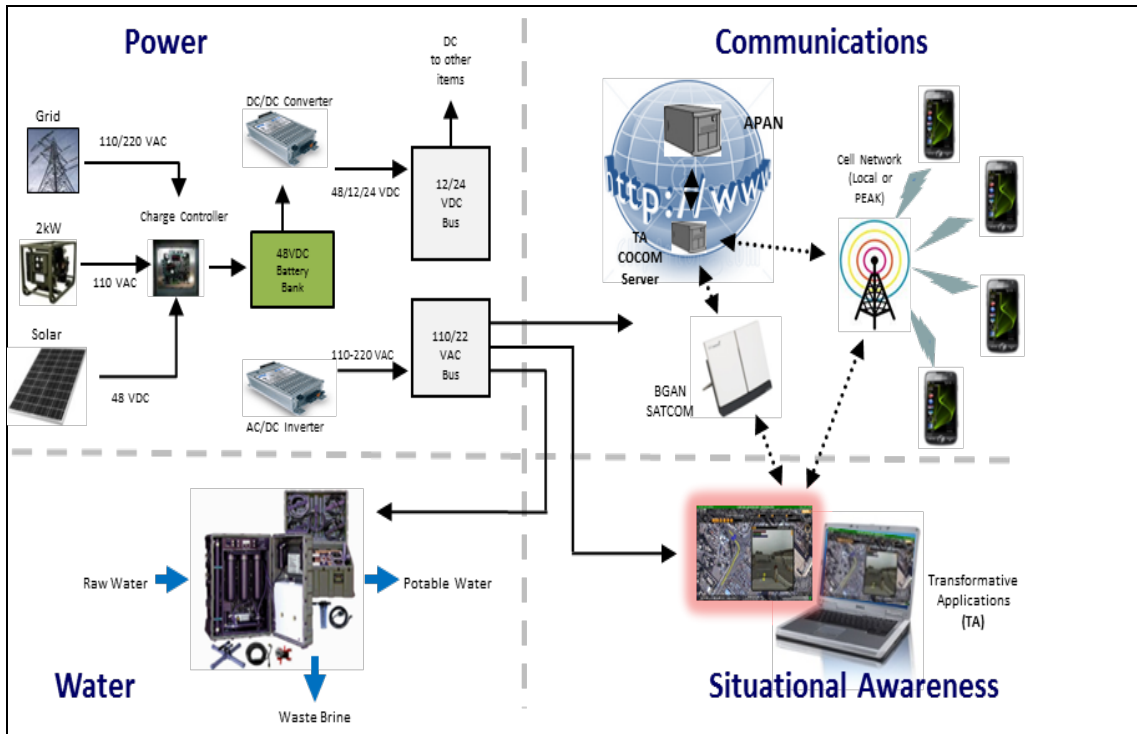 Power
Communications
DC
to other
items
DC/DC Converter
Grid
110/220 VAC
48/12/24 VDC
12/24
VDC
Bus
Charge Controller
2kW
110 VAC
48VDC
Battery
Bank
Solar
48 VDC
110-220 VAC
110/22
VAC
Bus
AC/DC Inverter
APAN
http://www
TA
COCOM
Server
Cell Network
(Local or
PEAK)
BGAN
SATCOM
Raw Water
Potable Water
Waste Brine
Water
Transformative
Applications
(TA)
Situational Awareness